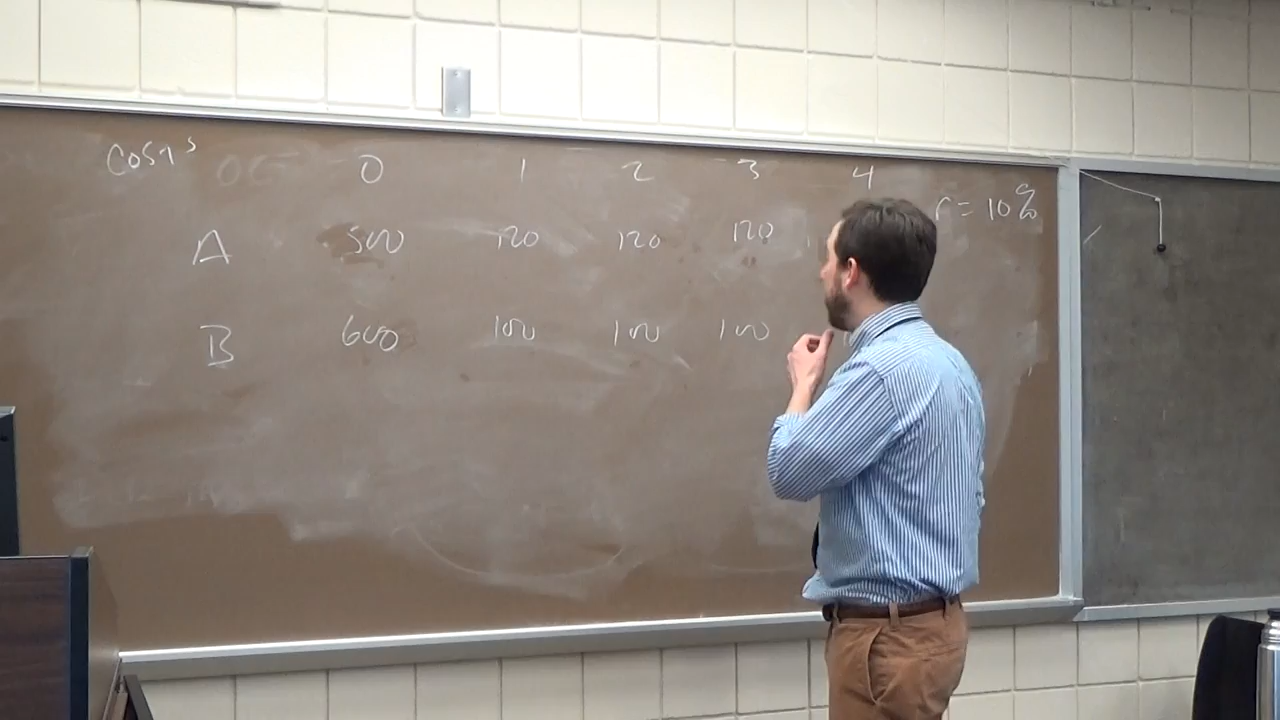 Costs 0 1 2 3 4
r = 10%
A 500 120 120 120
B 600 100 100 100